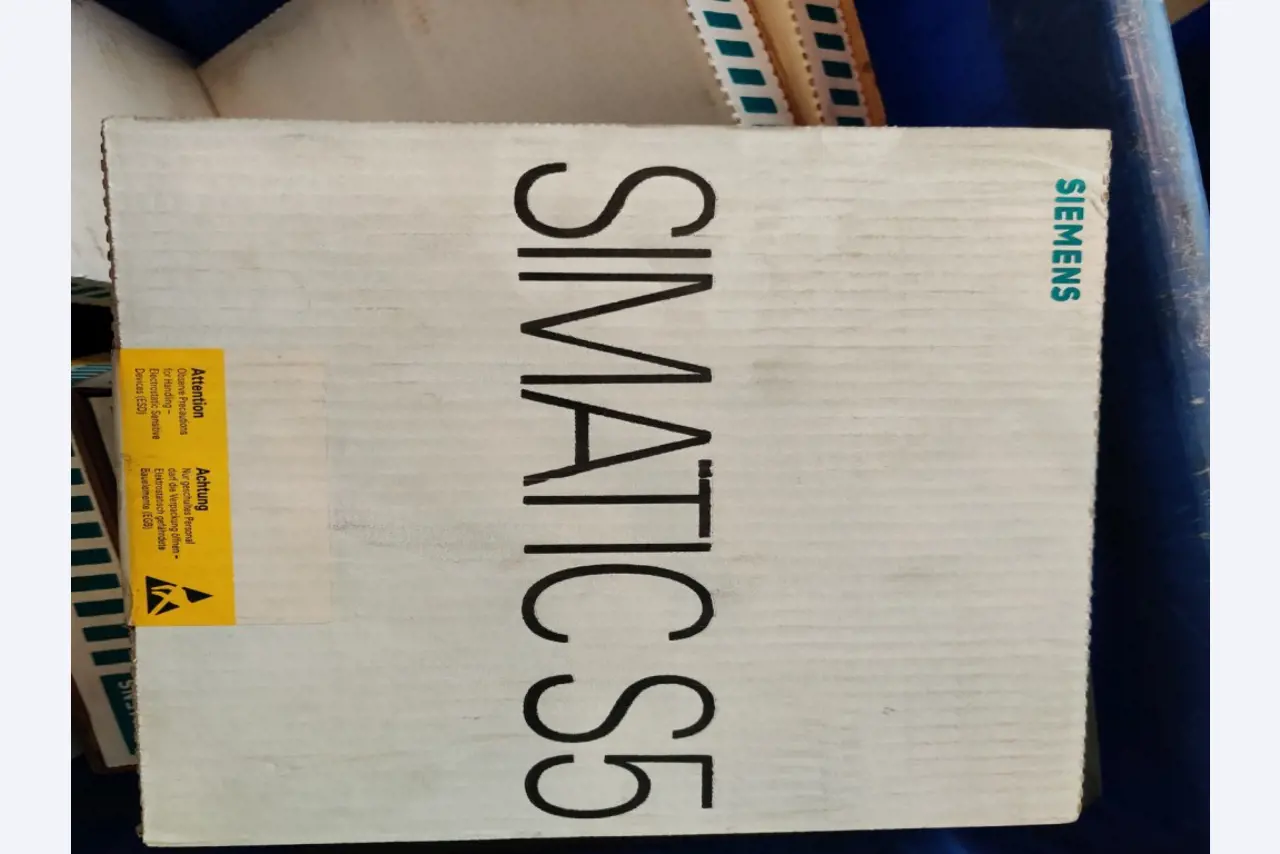 SIEMENS
SIMATIC S5
Attention
Observe Precautions
for Handling –
Electrostatic Sensitive
Devices (ESD)
Achtung
Nur geschultes Personal
darf die Verpackung öffnen –
Elektrostatisch gefährdete
Bauelemente (EGB)